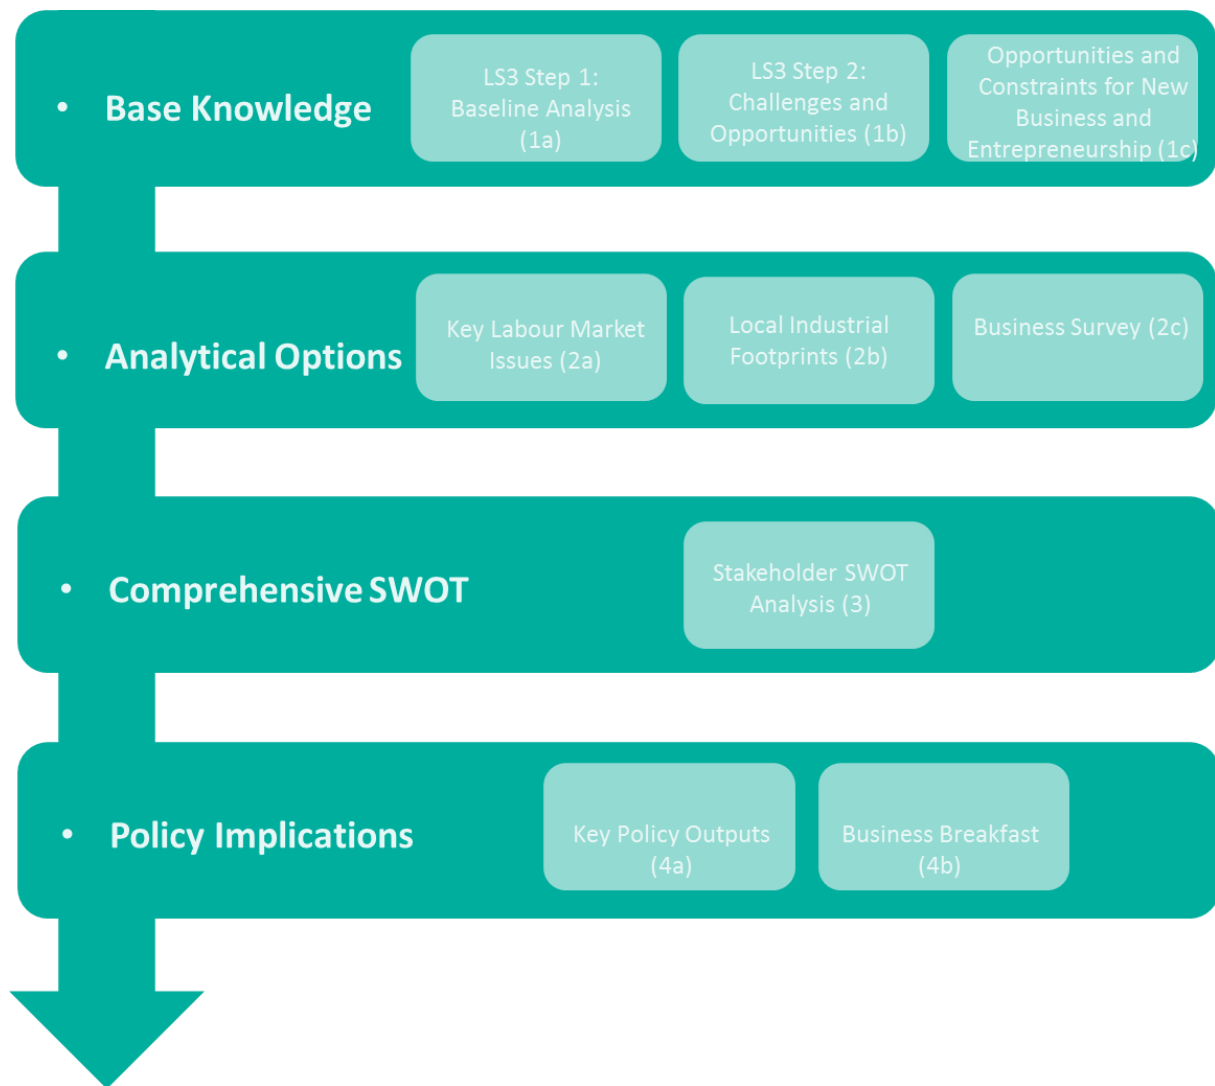 • Base Knowledge
LS3 Step 1:
Baseline Analysis
(1a)
LS3 Step 2:
Challenges and
Opportunities (1b)
Opportunities and
Constraints for New
Business and
Entrepreneurship (1c)
• Analytical Options
Key Labour Market
Issues (2a)
Local Industrial
Footprints (2b)
Business Survey (2c)
• Comprehensive SWOT
Stakeholder SWOT
Analysis (3)
• Policy Implications
Key Policy Outputs
(4a)
Business Breakfast
(4b)